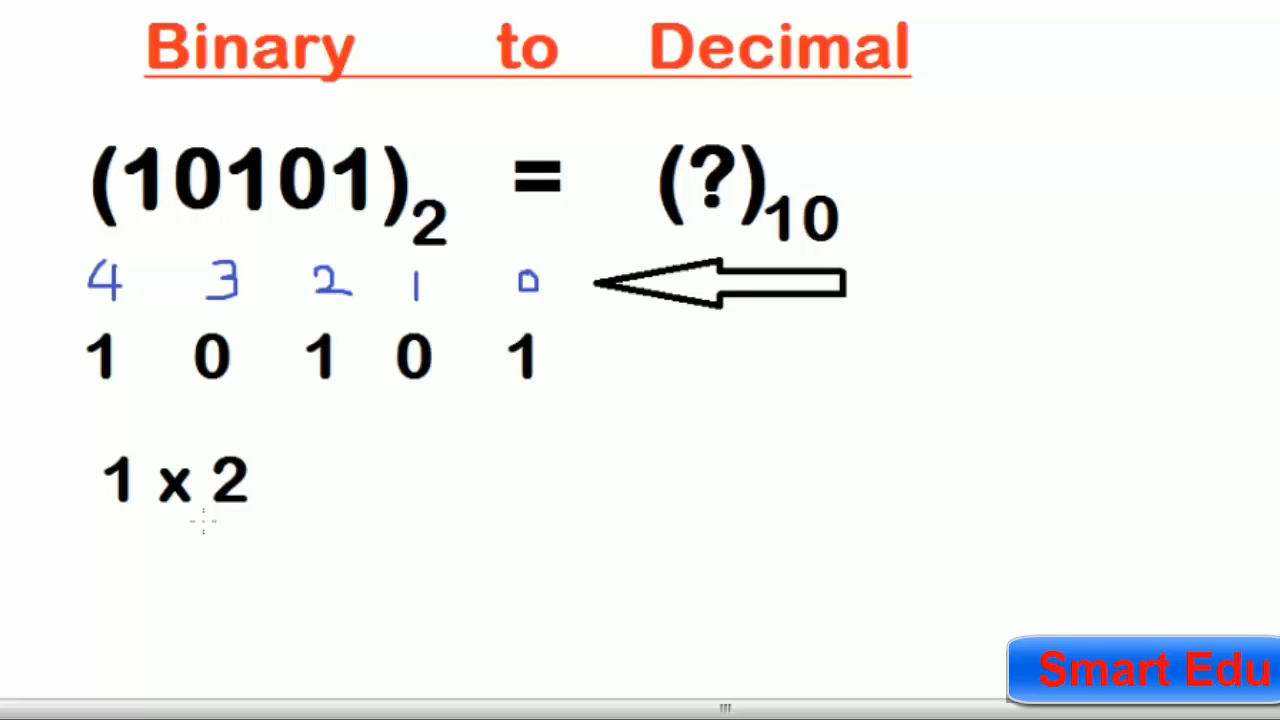 Binary to Decimal
(10101)2 = (?)10
4 3 2 1 0
1 0 1 0 1
1 x 2
Smart Edu